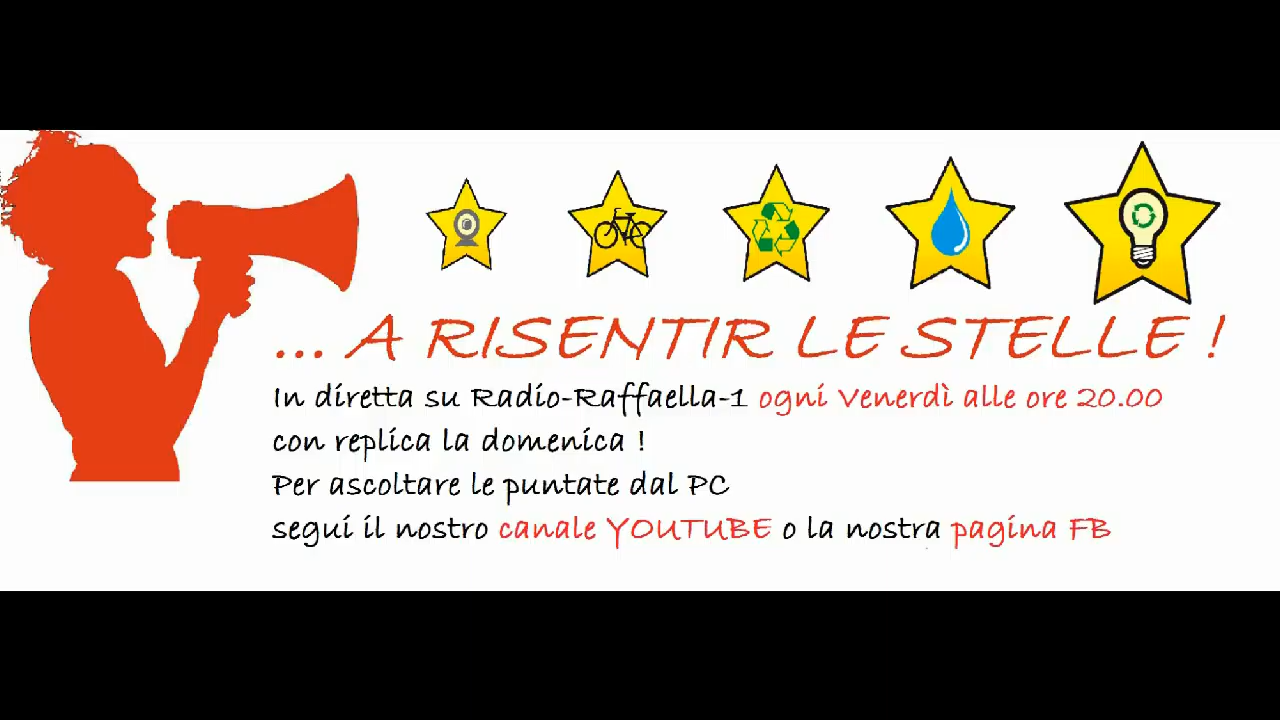 ... A RISENTIR LE STELLE !
In diretta su Radio-Raffaella-1 ogni Venerdì alle ore 20.00
con replica la domenica !
Per ascoltare le puntate dal PC
segui il nostro canale YOUTUBE o la nostra pagina FB